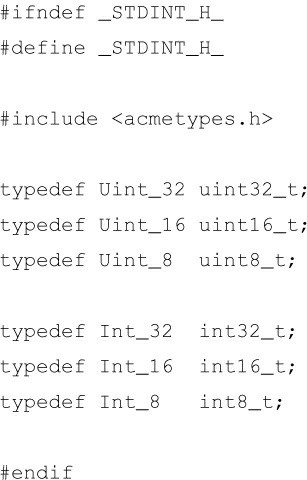 #ifndef _STDINT_H_
#define _STDINT_H_
#include <acmetypes.h>
typedef Uint_32 uint32_t;
typedef Uint_16 uint16_t;
typedef Uint_8  uint8_t;
typedef Int_32  int32_t;
typedef Int_16  int16_t;
typedef Int_8   int8_t;
#endif